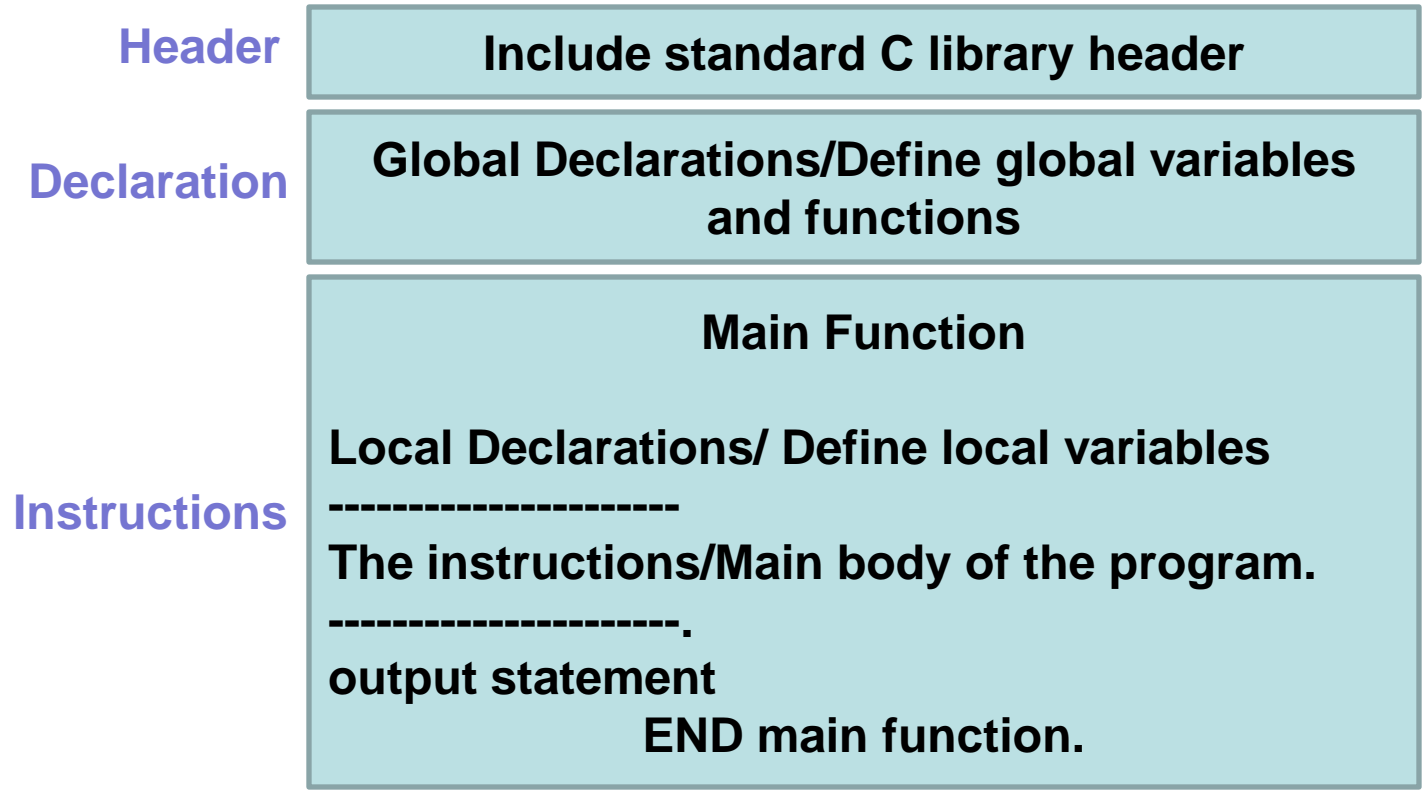 Header
Include standard C library header
Declaration
Global Declarations/Define global variables
and functions
Instructions
Main Function
Local Declarations/ Define local variables
----------------------
The instructions/Main body of the program.
----------------------.
output statement
END main function.